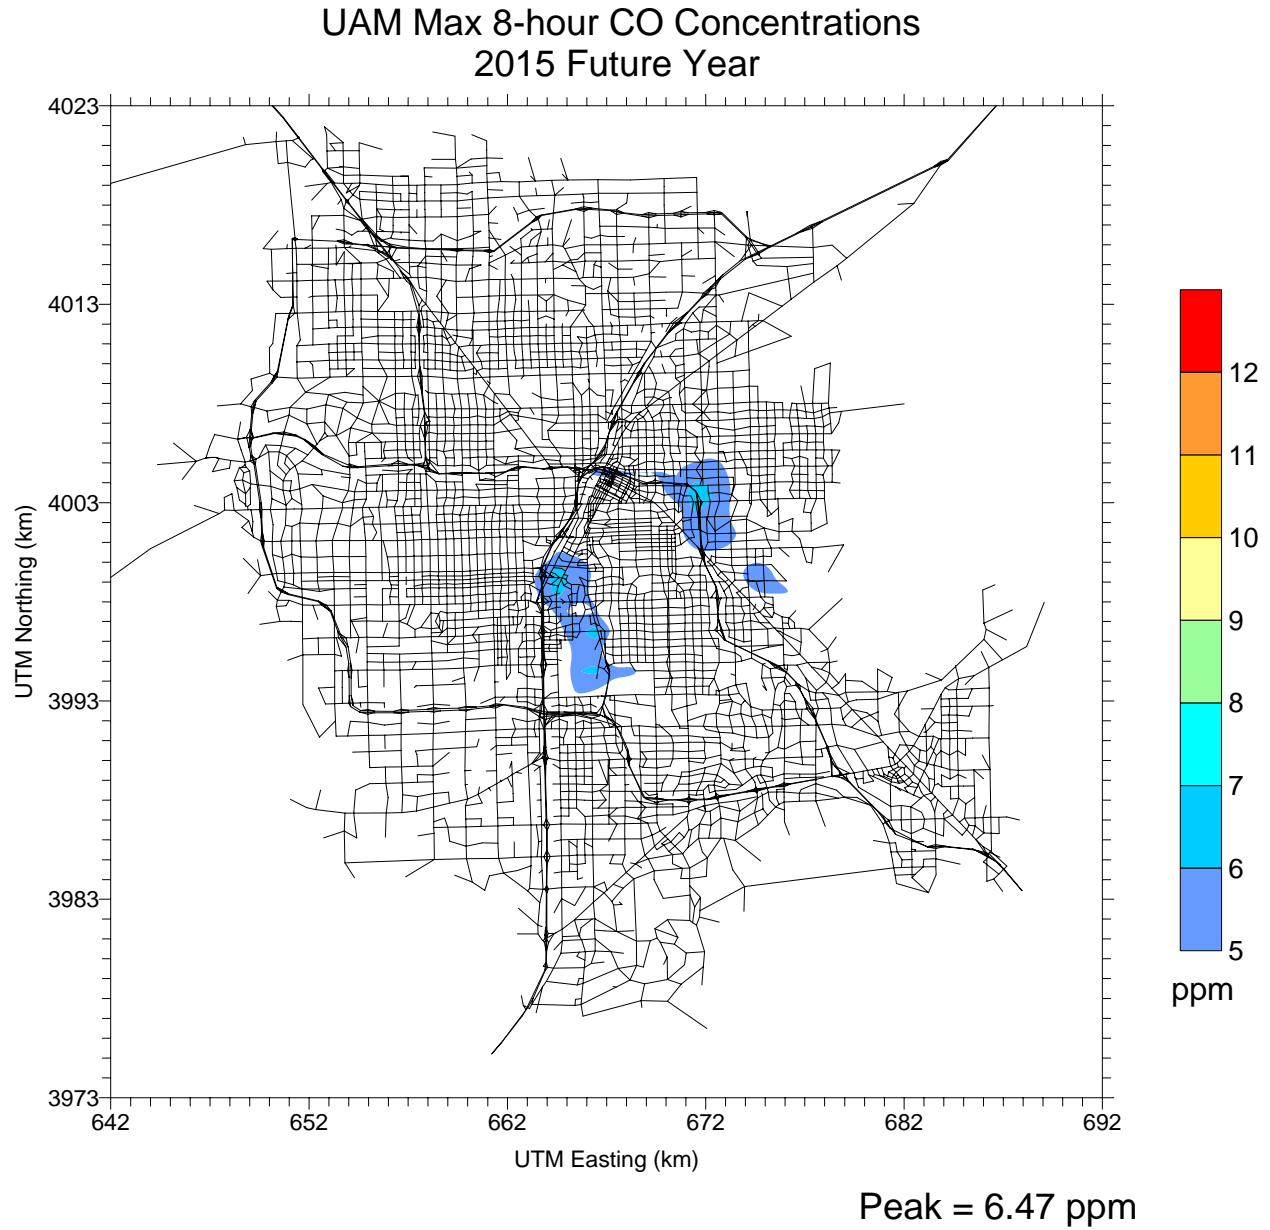 UAM Max 8-hour CO Concentrations
2015 Future Year
4023
4013
4003
3993
3983
3973
UTM Northing (km)
642 652 662 672 682 692
UTM Easting (km)
12
11
10
9
8
7
6
5
ppm
Peak = 6.47 ppm